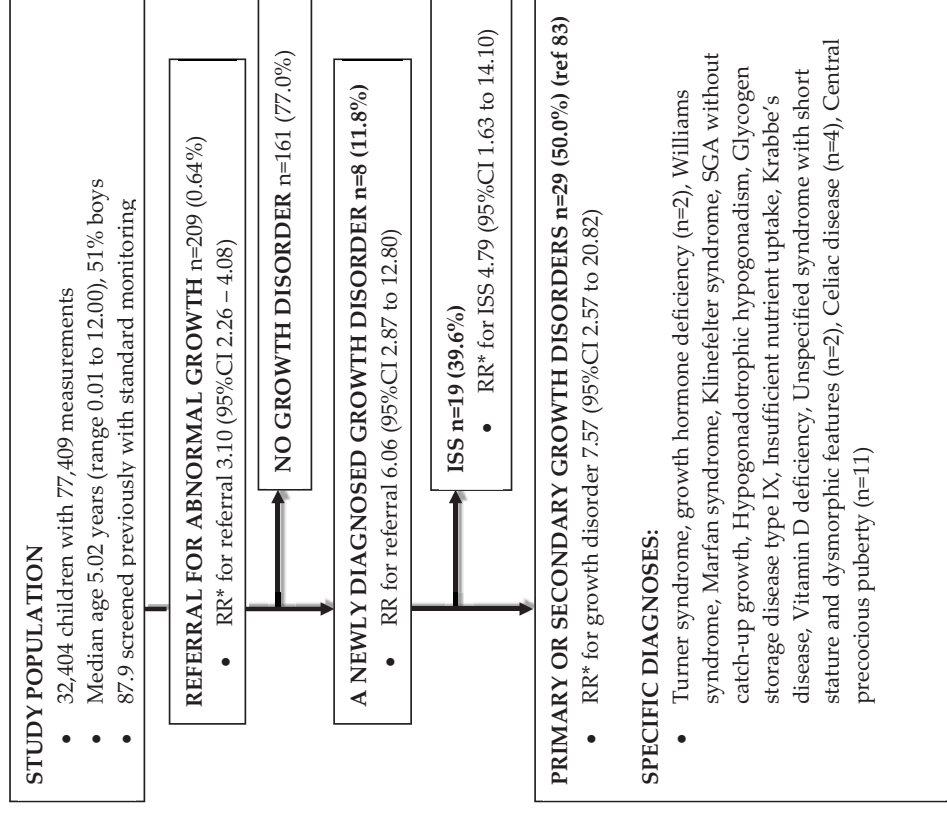 STUDY POPULATION
• 32,404 children with 77,409 measurements
• Median age 5.02 years (range 0.01 to 12.00), 51% boys
• 87.9 screened previously with standard monitoring
REFERRAL FOR ABNORMAL GROWTH n=209 (0.64%)
• RR* for referral 3.10 (95%CI 2.26 – 4.08)
NO GROWTH DISORDER n=161 (77.0%)
A NEWLY DIAGNOSED GROWTH DISORDER n=8 (11.8%)
• RR for referral 6.06 (95%CI 2.87 to 12.80)
ISS n=19 (39.6%)
• RR* for ISS 4.79 (95%CI 1.63 to 14.10)
PRIMARY OR SECONDARY GROWTH DISORDERS n=29 (50.0%) (ref 83)
• RR* for growth disorder 7.57 (95%CI 2.57 to 20.82)
SPECIFIC DIAGNOSES:
• Turner syndrome, growth hormone deficiency (n=2), Williams
syndrome, Marfan syndrome, Klinefelter syndrome, SGA without
catch-up growth, Hypogonadotrophic hypogonadism, Glycogen
storage disease type IX, Insufficient nutrient uptake, Krabbe's
disease, Vitamin D deficiency, Unspecified syndrome with short
stature and dysmorphic features (n=2), Celiac disease (n=4), Central
precocious puberty (n=11)